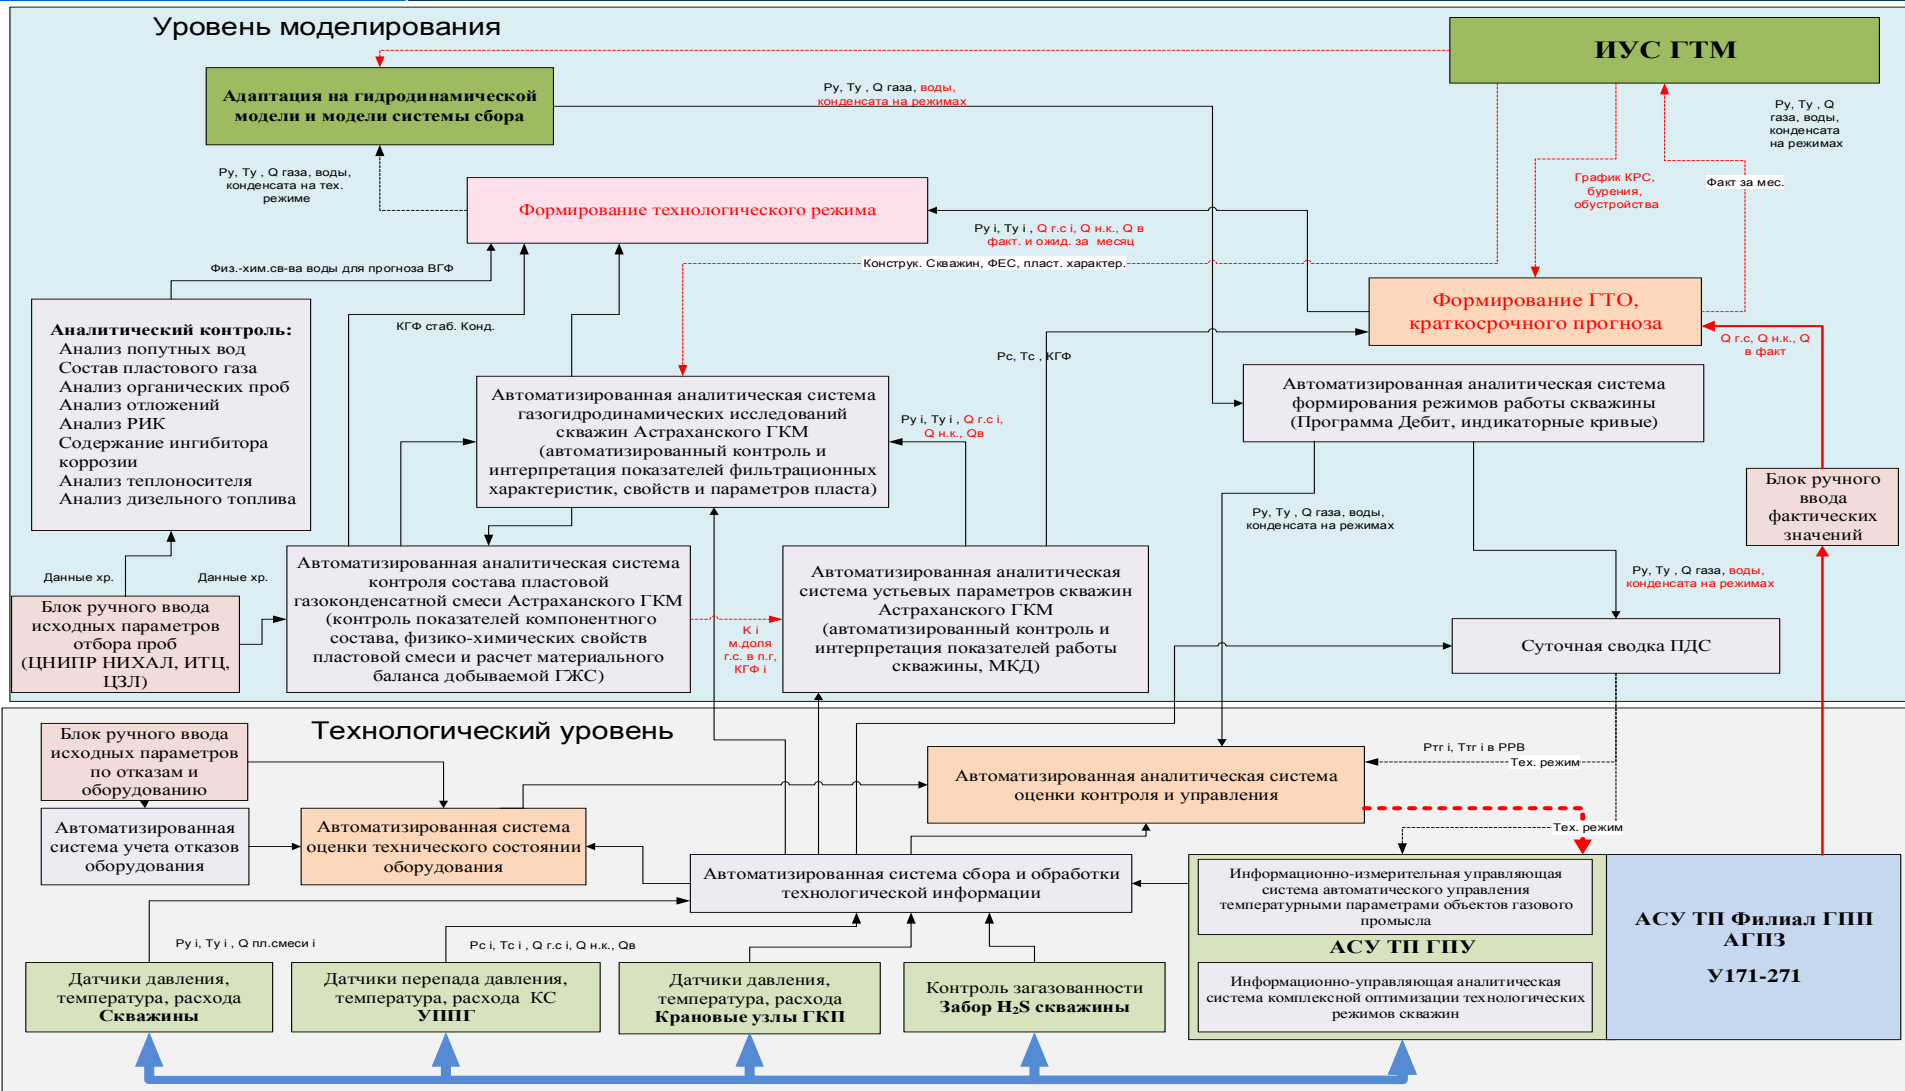 Уровень моделирования
ИУС ГТМ
Адаптация на гидродинамической
модели и модели системы сбора
Ру, Ту , Q газа, воды,
конденсата на режимах
Ру, Ту , Q
газа, воды,
конденсата
на режимах
Ру, Ту , Q газа, воды,
конденсата на тех.
режиме
Формирование технологического режима
График КРС,
бурения,
обустройства
Факт за мес.
Ру i, Ту i , Q г.с i, Q н.к., Q в
факт. и ожид. за месяц
Физ.-хим.св-ва воды для прогноза ВГФ
Конструк. Скважин, ФЕС, пласт. характер.
Формирование ГТО,
краткосрочного прогноза
Аналитический контроль:
Анализ попутных вод
Состав пластового газа
Анализ органических проб
Анализ отложений
Анализ РИК
Содержание ингибитора
коррозии
Анализ теплоносителя
Анализ дизельного топлива
КГФ стаб. Конд.
Рс, Тс , КГФ
Q г.с, Q н.к., Q
в факт
Автоматизированная аналитическая система
газогидродинамических исследований
скважин Астраханского ГКМ
(автоматизированный контроль и
интерпретация показателей фильтрационных
характеристик, свойств и параметров пласта)
Ру i, Ту i , Q г.с i,
Q н.к., Qв
Автоматизированная аналитическая система
формирования режимов работы скважины
(Программа Дебит, индикаторные кривые)
Блок ручного
ввода
фактических
значений
Ру, Ту , Q газа, воды,
конденсата на режимах
Данные хр.
Данные хр.
Блок ручного ввода
исходных параметров
отбора проб
(ЦНИПР НИХАЛ, ИТЦ,
ЦЗЛ)
Автоматизированная аналитическая система
контроля состава пластовой
газоконденсатной смеси Астраханского ГКМ
(контроль показателей компонентного
состава, физико-химических свойств
пластовой смеси и расчет материального
баланса добываемой ГЖС)
К i
м.доля
г.с. в п.г,
КГФ i
Автоматизированная аналитическая
система устьевых параметров скважин
Астраханского ГКМ
(автоматизированный контроль и
интерпретация показателей работы
скважины, МКД)
Ру, Ту , Q газа, воды,
конденсата на режимах
Суточная сводка ПДС
Технологический уровень
Блок ручного ввода
исходных параметров
по отказам и
оборудованию
Автоматизированная аналитическая система
оценки контроля и управления
Ртг i, Ттг i в РРВ
Тех. режим
Автоматизированная
система учета отказов
оборудования
Автоматизированная система
оценки технического состоянии
оборудования
Тех. режим
Автоматизированная система сбора и обработки
технологической информации
Информационно-измерительная управляющая
система автоматического управления
температурными параметрами объектов газового
промысла
АСУ ТП ГПУ
Информационно-управляющая аналитическая
система комплексной оптимизации технологических
режимов скважин
АСУ ТП Филиал ГПП
АГПЗ
У171-271
Ру i, Ту i , Q пл.смеси i
Рс i, Тс i , Q г.с i, Q н.к., Qв
Датчики давления,
температура, расхода
Скважины
Датчики перепада давления,
температура, расхода КС
УППГ
Датчики давления,
температура, расхода
Крановые узлы ГКП
Контроль загазованности
Забор H₂S скважины